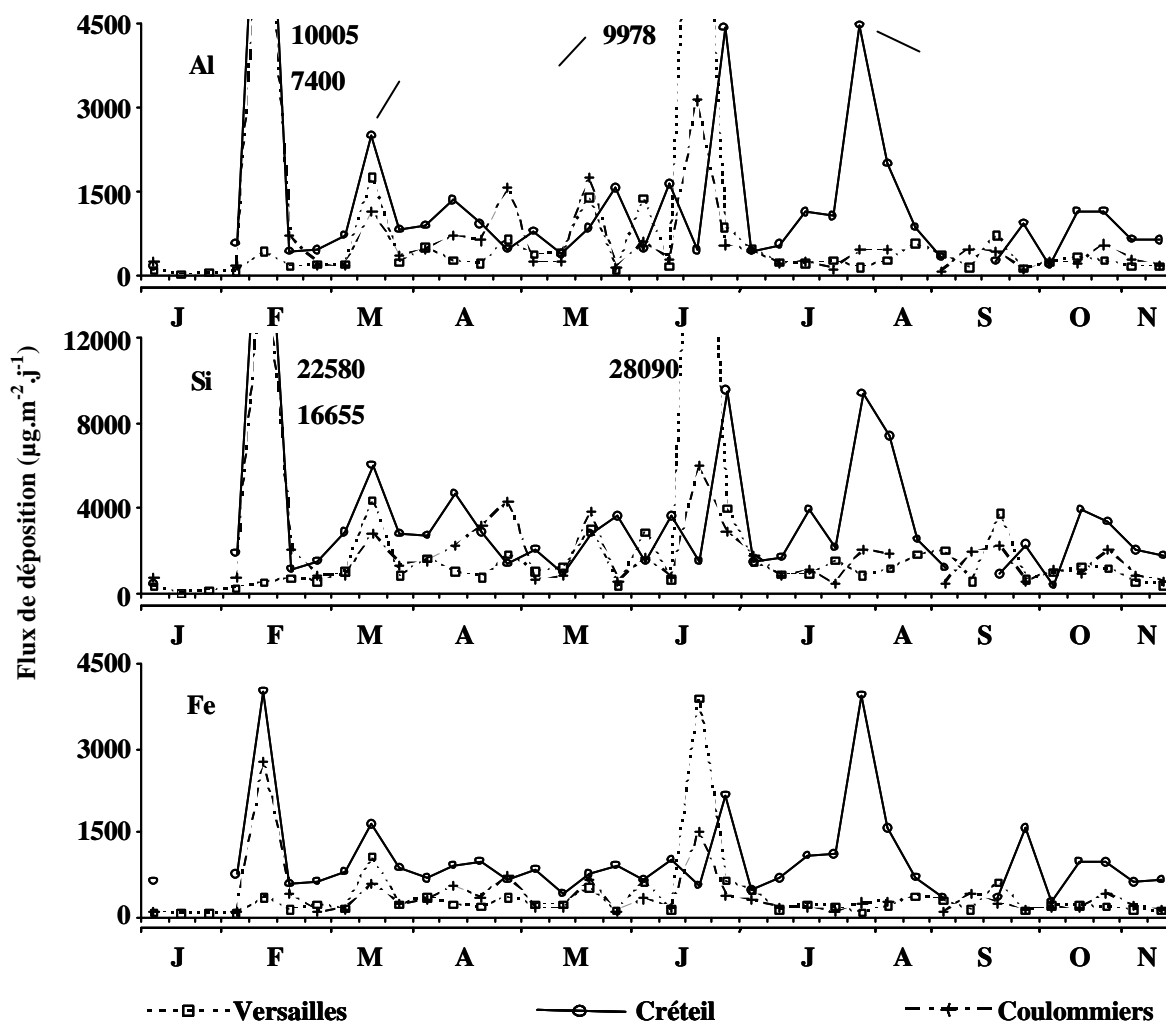 Flux de déposition (µg.m-2.j-1)
4500
3000
1500
0
Al
10005
7400
9978
J F M A M J J A S O N
12000
8000
4000
0
Si
22580
16655
28090
J F M A M J J A S O N
4500
3000
1500
0
Fe
J F M A M J J A S O N
Versailles Créteil Coulommiers